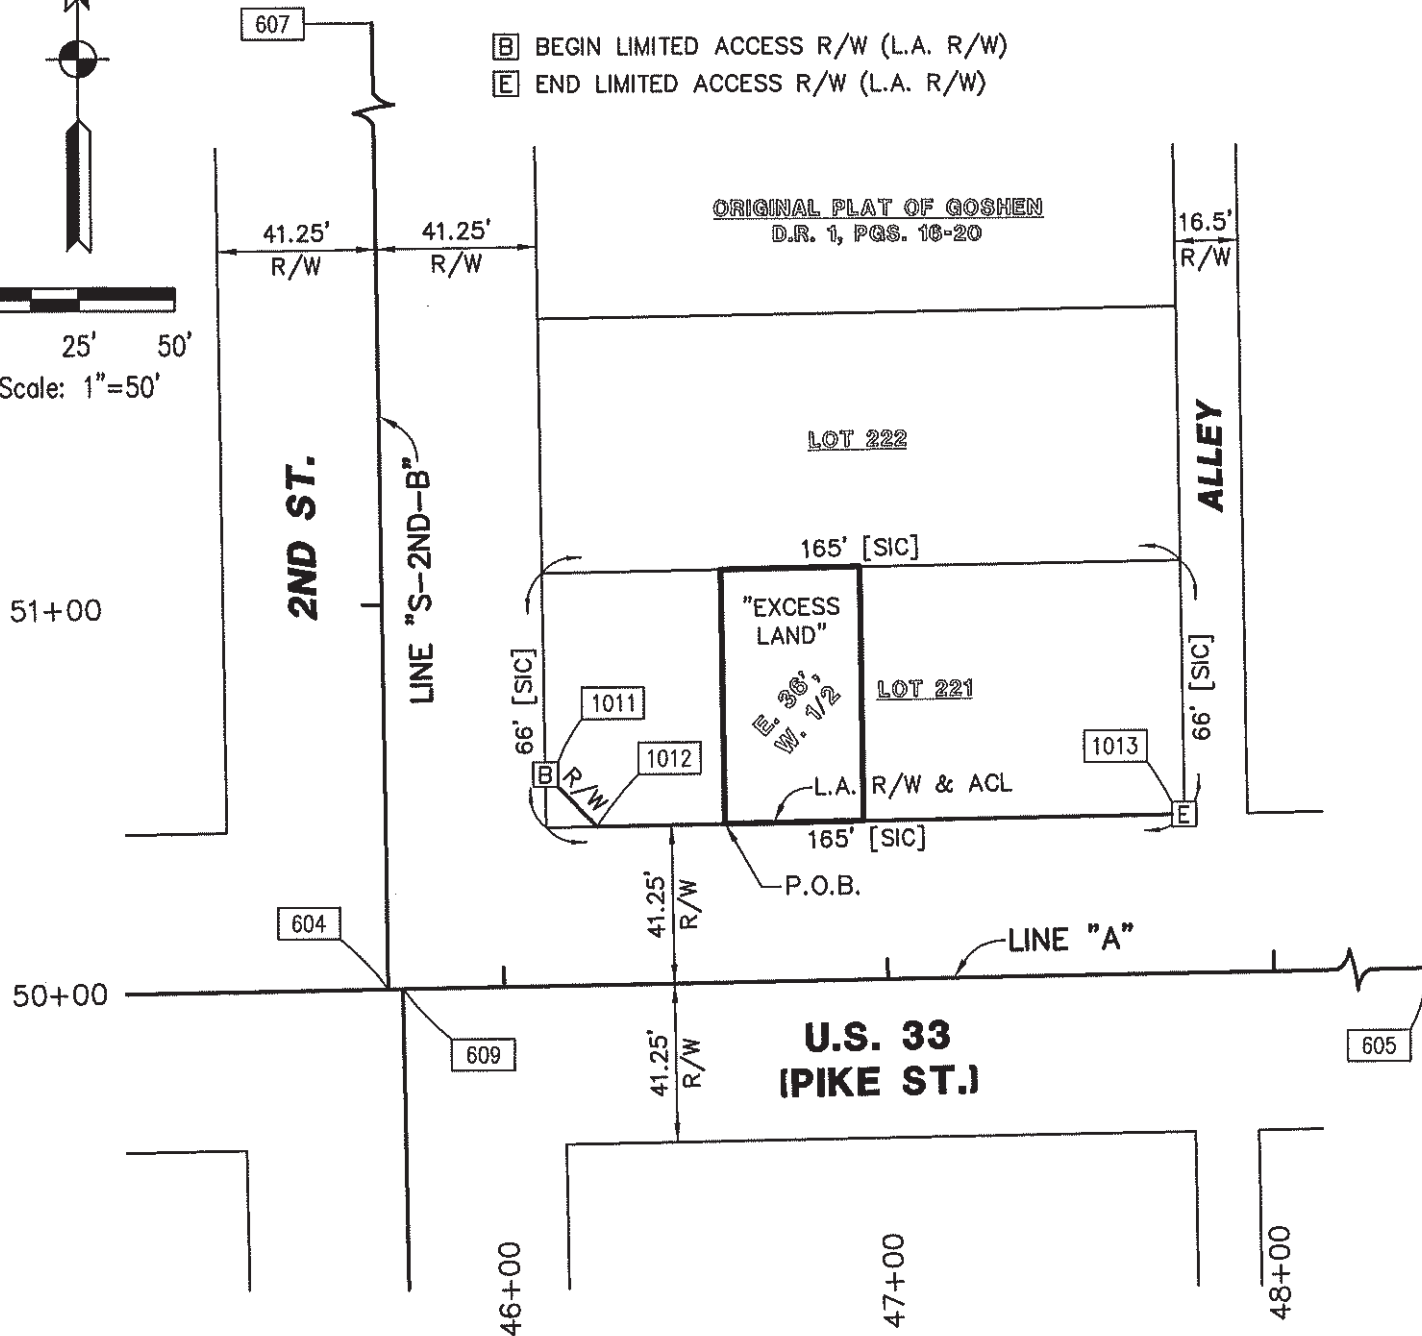 607
B BEGIN LIMITED ACCESS R/W (L.A. R/W)
E END LIMITED ACCESS R/W (L.A. R/W)
ORIGINAL PLAT OF GOSHEN
D.R. 1, PGS. 16-20
41.25'
R/W
41.25'
R/W
16.5'
R/W
25' 50'
Scale: 1"=50'
LOT 222
ALLEY
2ND ST.
LINE "S-2ND-B"
165' [SIC]
51+00
"EXCESS
LAND"
E. 36',
W. 1/2
LOT 221
66' [SIC]
66' [SIC]
1011
1012
1013
B
R/W
L.A. R/W & ACL
E
165' [SIC]
P.O.B.
41.25'
R/W
604
LINE "A"
50+00
609
U.S. 33
(PIKE ST.)
605
41.25'
R/W
46+00
47+00
48+00